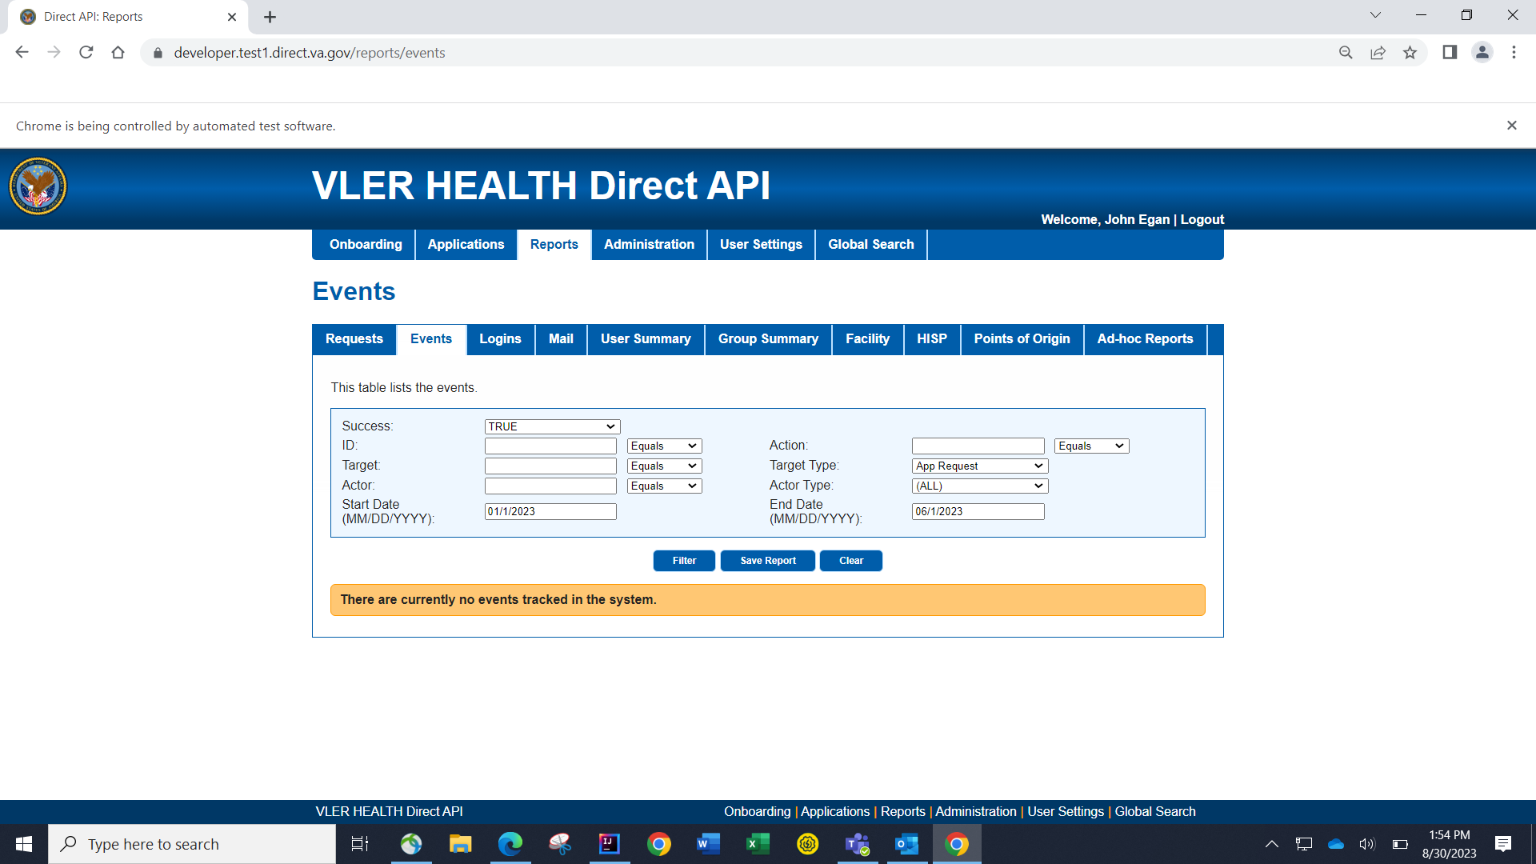 Direct API: Reports
developer.test1.direct.va.gov/reports/events
Chrome is being controlled by automated test software.
VLER HEALTH Direct API
Welcome, John Egan | Logout
Onboarding Applications Reports Administration User Settings Global Search
Events
Requests Events Logins Mail User Summary Group Summary Facility HISP Points of Origin Ad-hoc Reports
This table lists the events.
Success: TRUE
ID: Equals Action: Equals
Target: Equals Target Type: App Request
Actor: Equals Actor Type: (ALL)
Start Date
(MM/DD/YYYY): 01/1/2023
End Date
(MM/DD/YYYY): 06/1/2023
Filter Save Report Clear
There are currently no events tracked in the system.
VLER HEALTH Direct API Onboarding | Applications | Reports | Administration | User Settings | Global Search
Type here to search
1:54 PM
8/30/2023